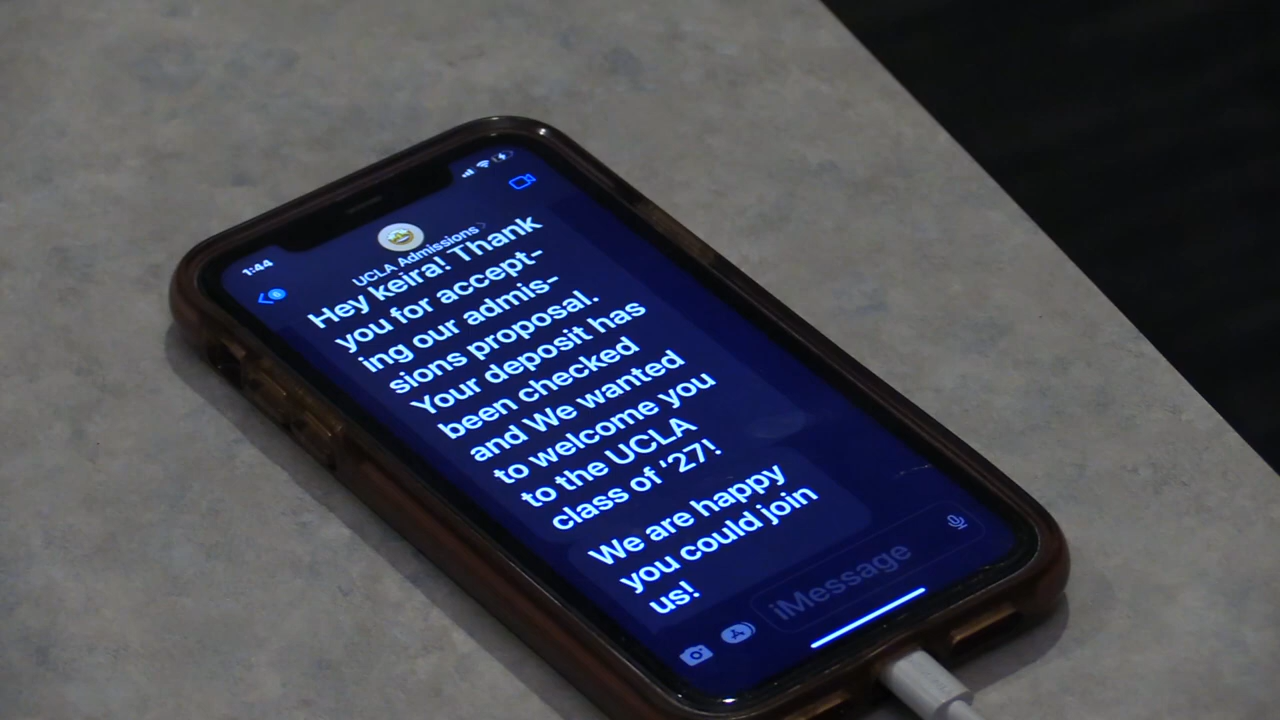 1:44
UCLA Admissions
Hey keira! Thank
you for accept-
ing our admis-
sions proposal.
Your deposit has
been checked
and We wanted
to welcome you
to the UCLA
class of '27!
We are happy
you could join
us!
iMessage